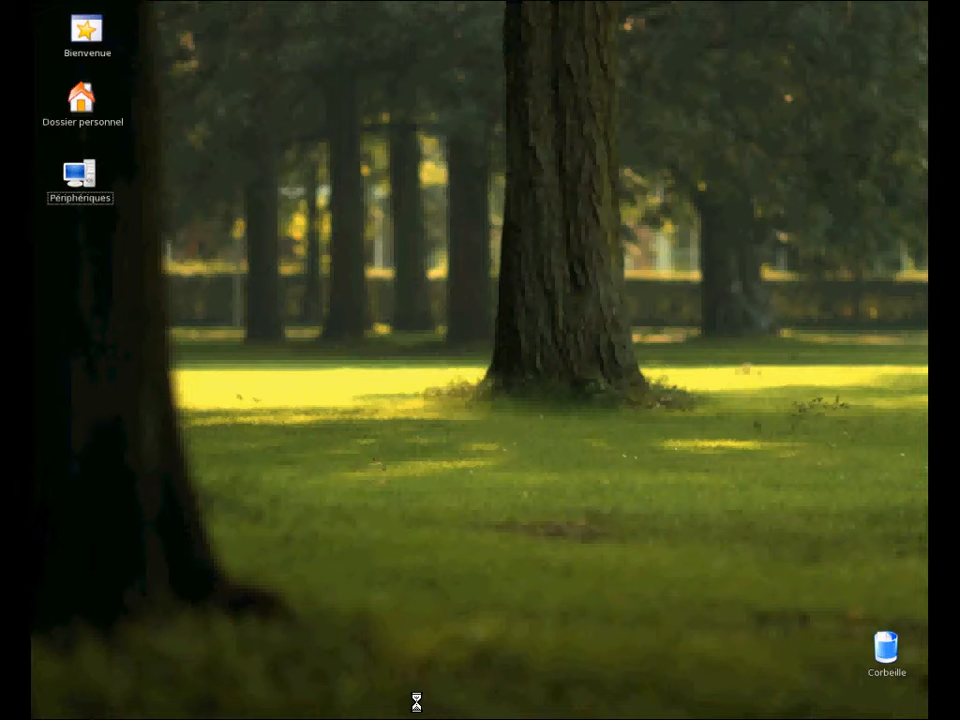 Bienvenue
Dossier personnel
Périphériques
Corbeille